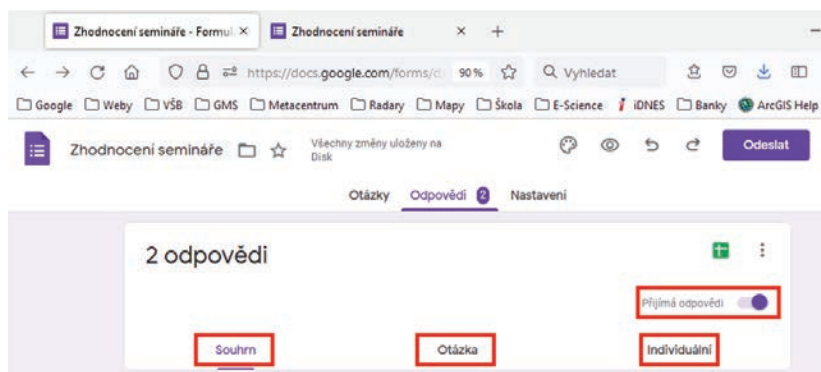 Zhodnocení semináře - Formul
Zhodnocení semináře
https://docs.google.com/forms/d 90 % Vyhledat
Google Weby VŠB GMS Metacentrum Radary Mapy Škola E-Science iDNES Banky ArcGIS Help
Zhodnocení semináře Všechny změny uloženy na Disk Odeslat
Otázky Odpovědi 2 Nastavení
2 odpovědi
Přijímá odpovědi
Souhrn Otázka Individuální